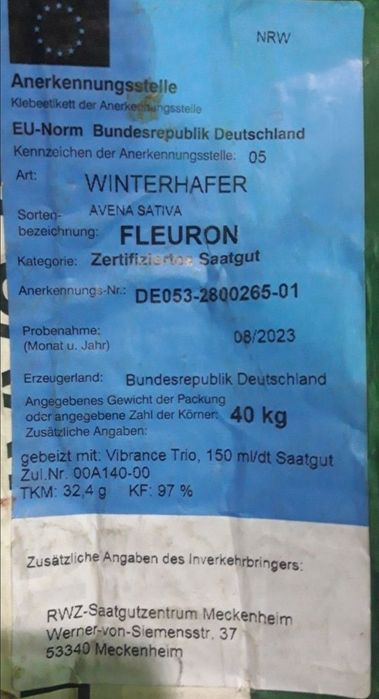 NRW
Anerkennungsstelle
Klebeetikett der Anerkennungsstelle
EU-Norm Bundesrepublik Deutschland
Kennzeichen der Anerkennungsstelle: 05
Art: WINTERHAFER
AVENA SATIVA
Sorten-
bezeichnung: FLEURON
Kategorie: Zertifiziertes Saatgut
Anerkennungs-Nr.: DE053-2800265-01
Probenahme: 08/2023
(Monat u. Jahr)
Erzeugerland: Bundesrepublik Deutschland
Angegebenes Gewicht der Packung
oder angegebene Zahl der Körner: 40 kg
Zusätzliche Angaben:
gebeizt mit: Vibrance Trio, 150 ml/dt Saatgut
Zul.Nr. 00A140-00
TKM: 32,4 g KF: 97 %
Zusätzliche Angaben des Inverkehrbringers:
RWZ-Saatgutzentrum Meckenheim
Werner-von-Siemensstr. 37
53340 Meckenheim